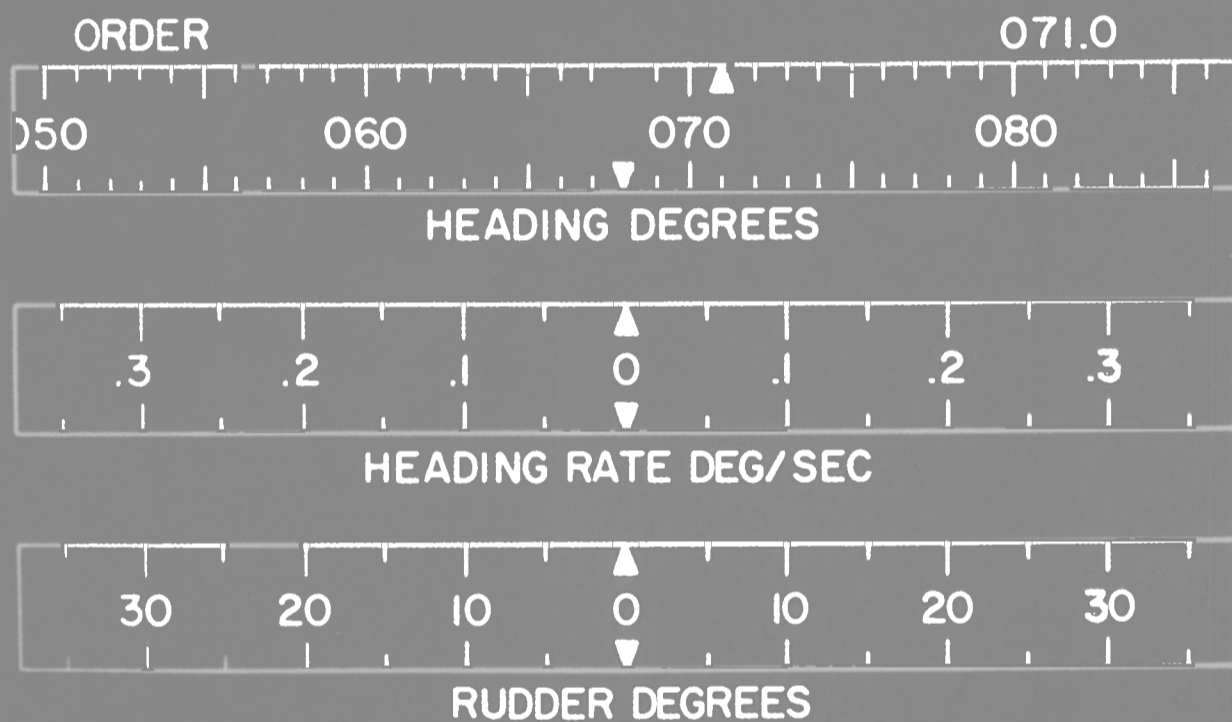 ORDER 071.0
050 060 070 080
HEADING DEGREES
.3 .2 .1 0 .1 .2 .3
HEADING RATE DEG/SEC
30 20 10 0 10 20 30
RUDDER DEGREES